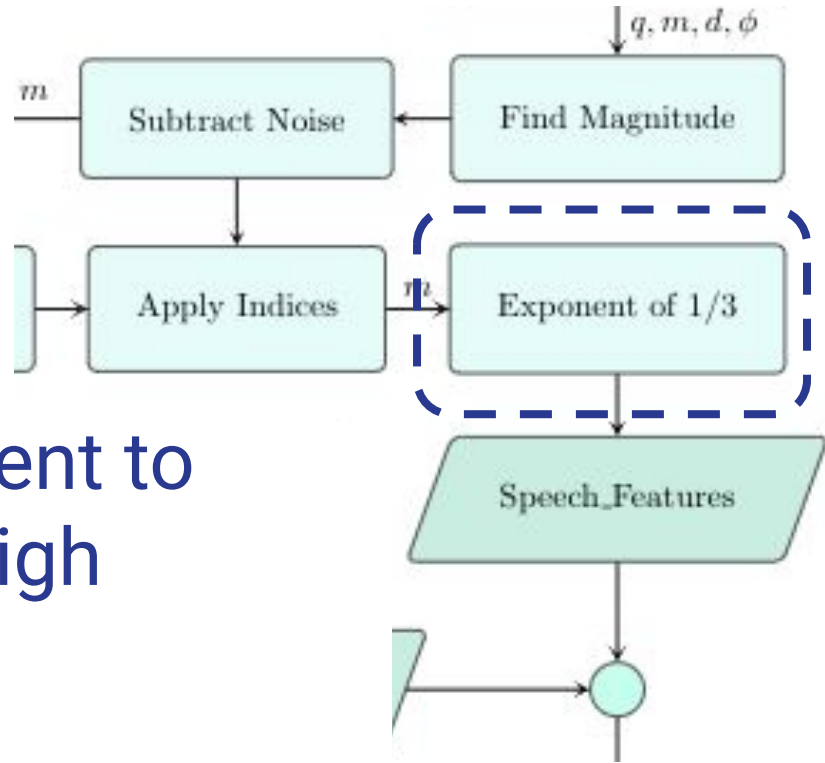 q, m, d, ϕ
m
Subtract Noise
Find Magnitude
Apply Indices
m
Exponent of 1/3
ent to
igh
Speech_Features